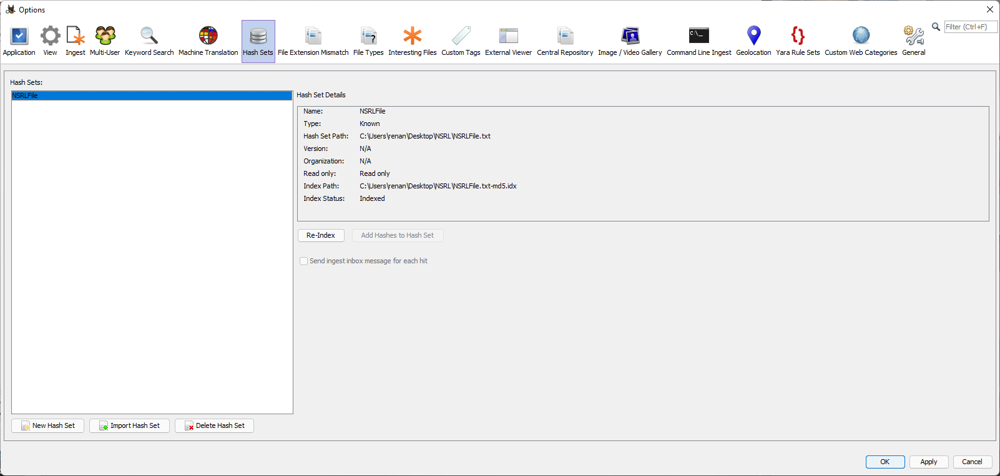 Options
Filter (Ctrl+F)
C:\_
?
Application View Ingest Multi-User Keyword Search Machine Translation Hash Sets File Extension Mismatch File Types Interesting Files Custom Tags External Viewer Central Repository Image / Video Gallery Command Line Ingest Geolocation Yara Rule Sets Custom Web Categories General
Hash Sets:
NSRLFile
Hash Set Details
Name: NSRLFile
Type: Known
Hash Set Path: C:\Users\renan\Desktop\NSRL\NSRLFile.txt
Version: N/A
Organization: N/A
Read only: Read only
Index Path: C:\Users\renan\Desktop\NSRL\NSRLFile.txt-md5.idx
Index Status: Indexed
Re-Index Add Hashes to Hash Set
Send ingest inbox message for each hit
New Hash Set Import Hash Set Delete Hash Set
OK Apply Cancel